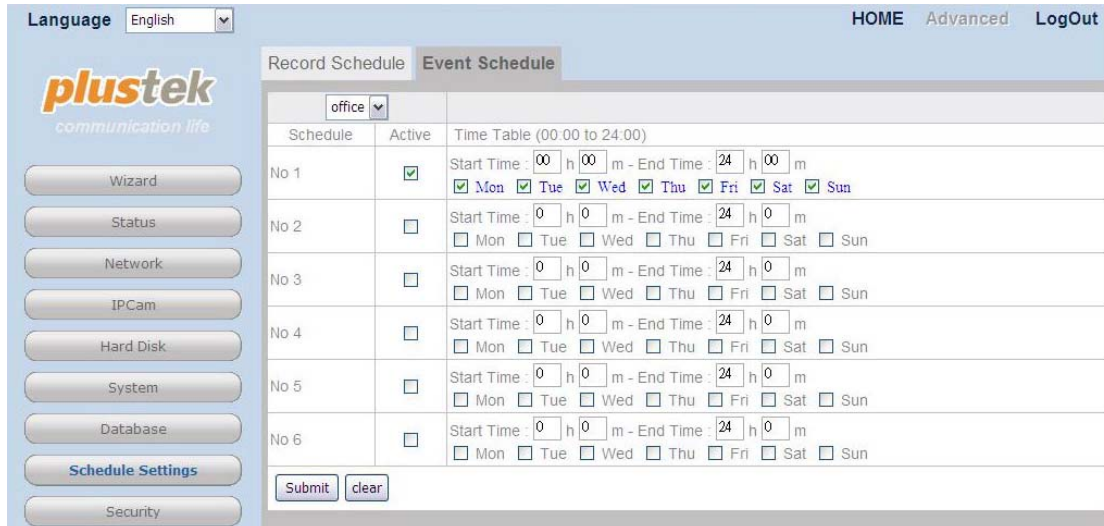 Language English HOME Advanced LogOut
plustek
communication life
Wizard
Status
Network
IPCam
Hard Disk
System
Database
Schedule Settings
Security
Record Schedule Event Schedule
office
Schedule Active Time Table (00:00 to 24:00)
No 1 Start Time : 00 h 00 m - End Time : 24 h 00 m
Mon Tue Wed Thu Fri Sat Sun
No 2 Start Time : 0 h 0 m - End Time : 24 h 0 m
Mon Tue Wed Thu Fri Sat Sun
No 3 Start Time : 0 h 0 m - End Time : 24 h 0 m
Mon Tue Wed Thu Fri Sat Sun
No 4 Start Time : 0 h 0 m - End Time : 24 h 0 m
Mon Tue Wed Thu Fri Sat Sun
No 5 Start Time : 0 h 0 m - End Time : 24 h 0 m
Mon Tue Wed Thu Fri Sat Sun
No 6 Start Time : 0 h 0 m - End Time : 24 h 0 m
Mon Tue Wed Thu Fri Sat Sun
Submit clear